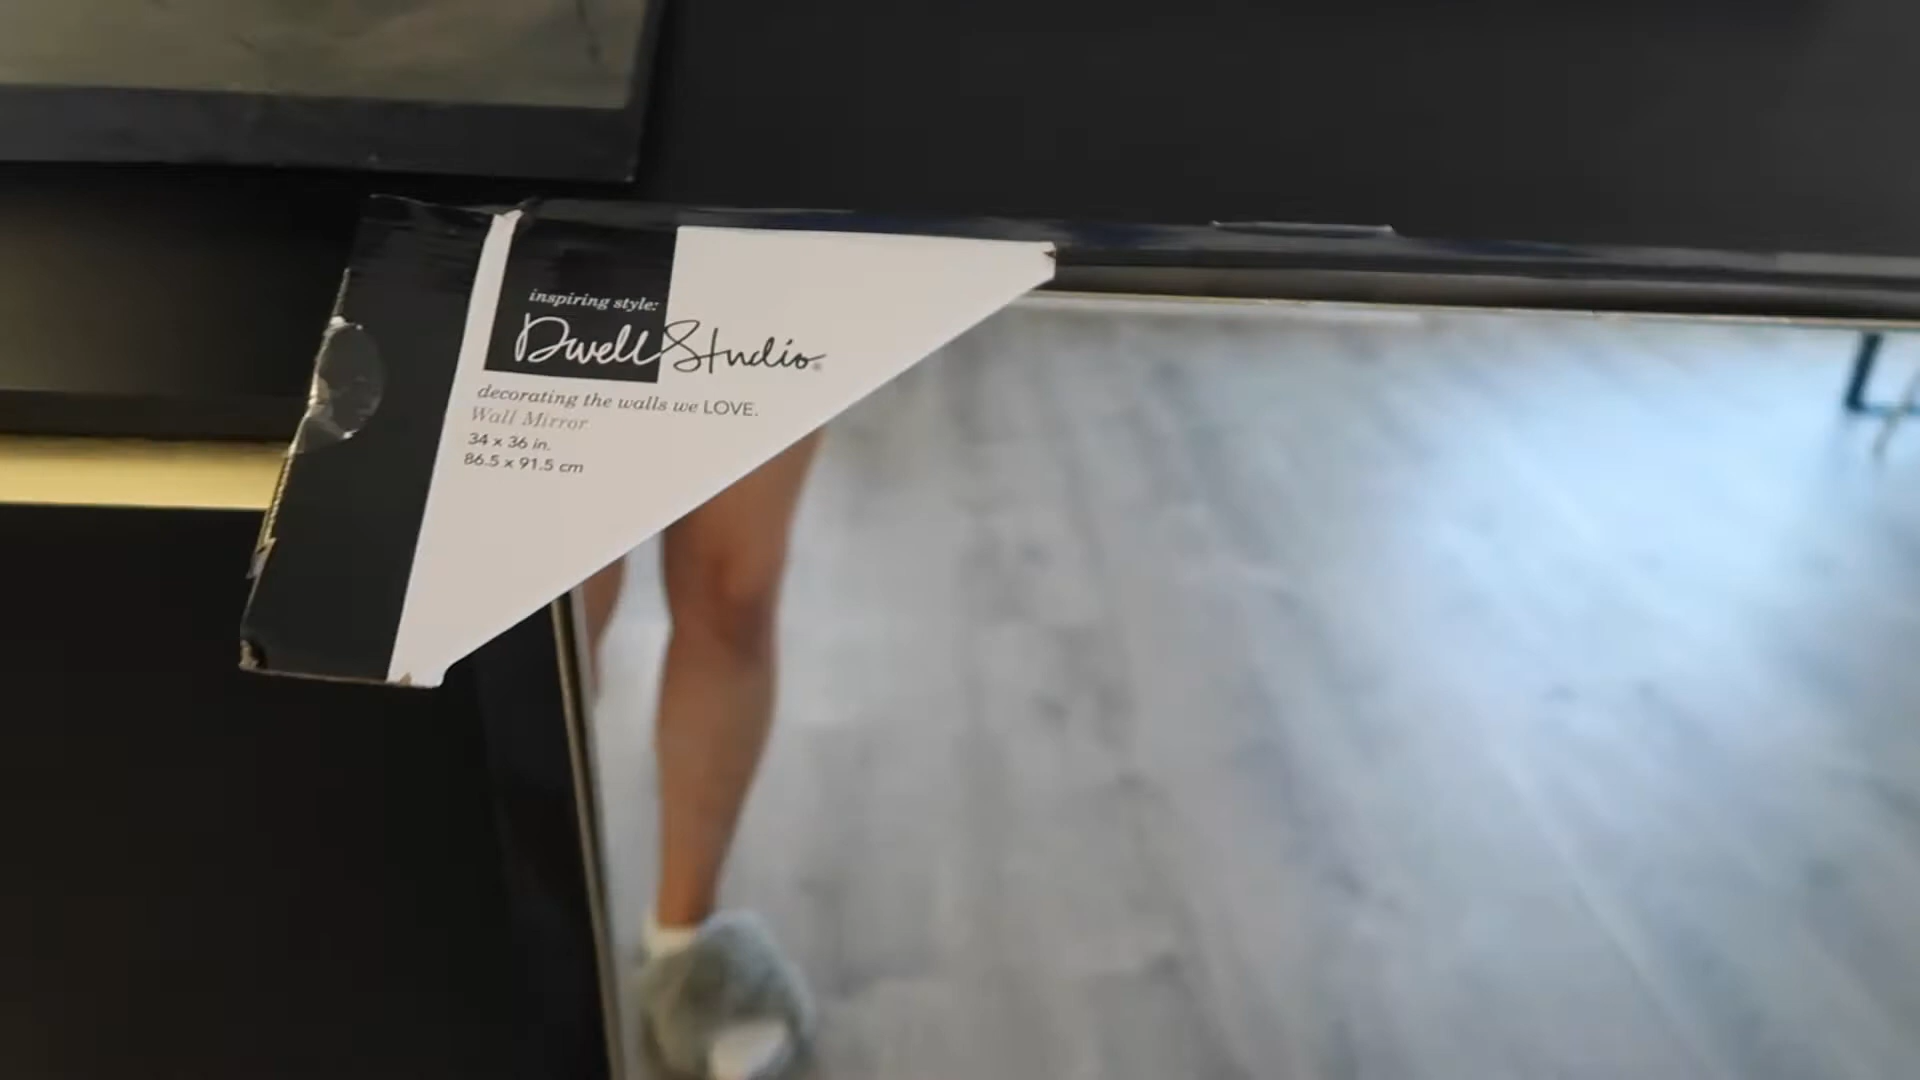 inspiring style:
DwellStudio®
decorating the walls we LOVE.
Wall Mirror
34 x 36 in.
86.5 x 91.5 cm